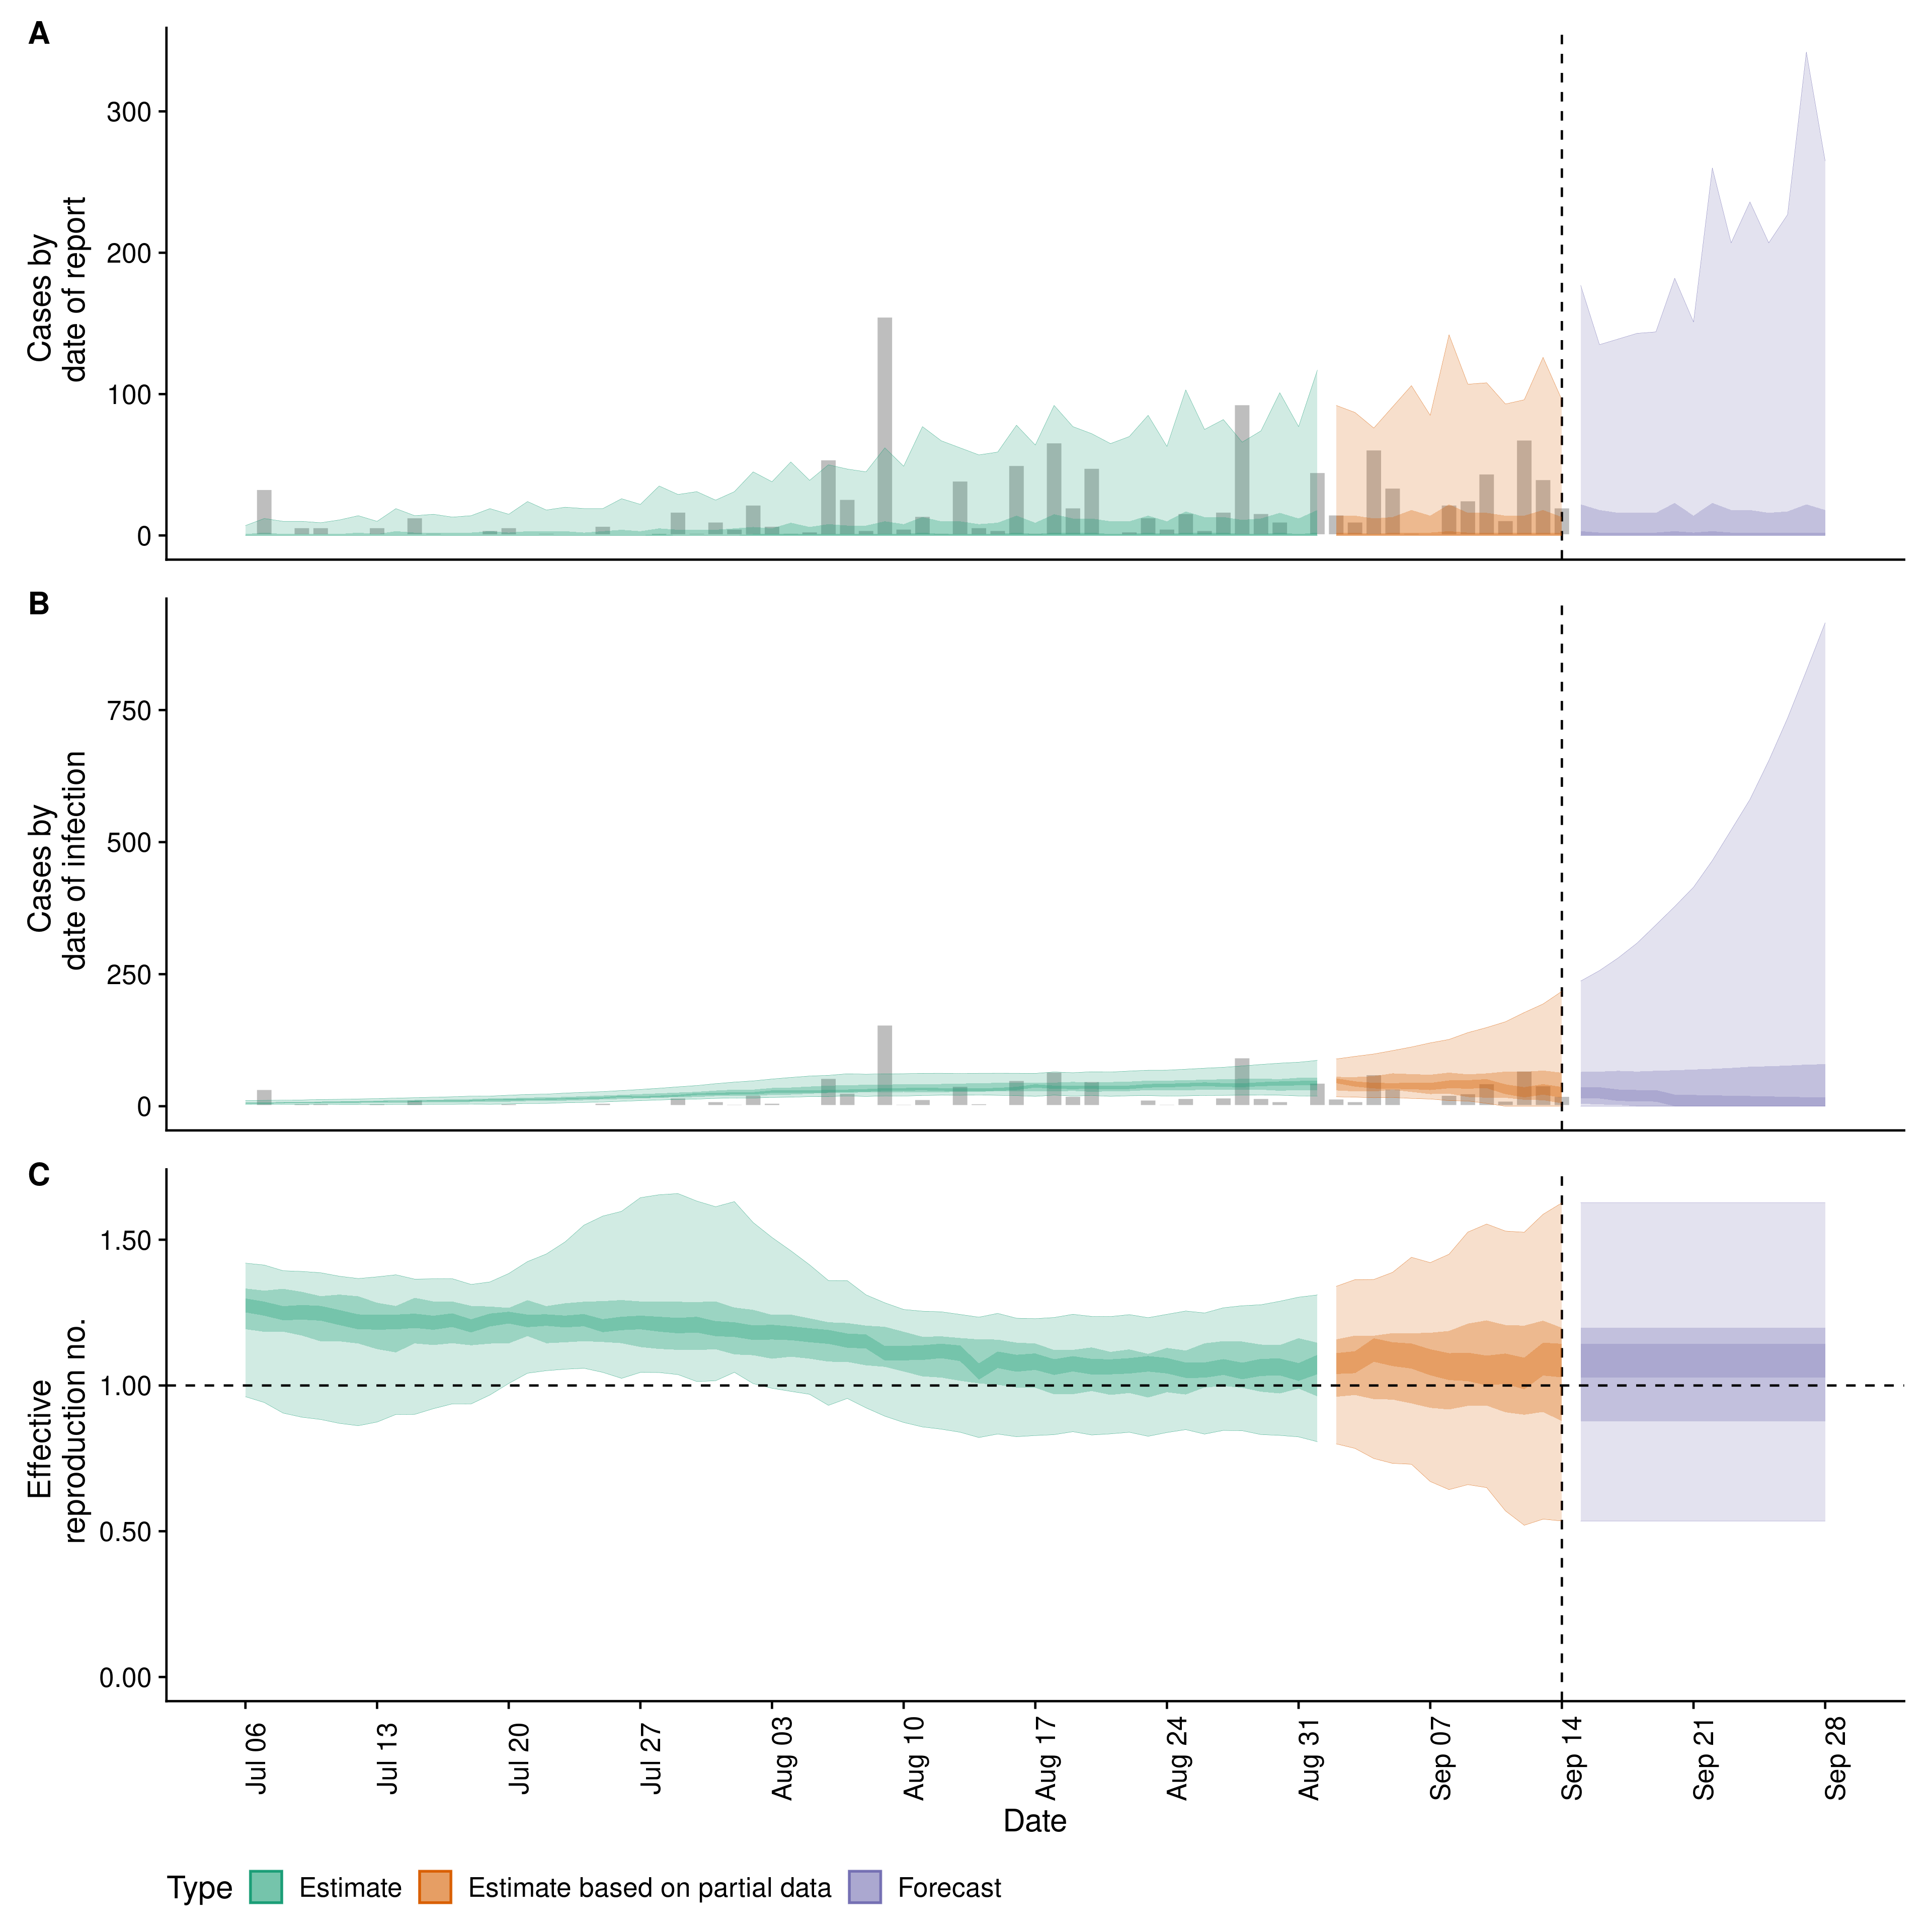 A
Cases by
date of report
300
200
100
0
B
Cases by
date of infection
750
500
250
0
C
Effective
reproduction no.
1.50
1.00
0.50
0.00
Jul 06
Jul 13
Jul 20
Jul 27
Aug 03
Aug 10
Aug 17
Aug 24
Aug 31
Sep 07
Sep 14
Sep 21
Sep 28
Date
Type Estimate Estimate based on partial data Forecast